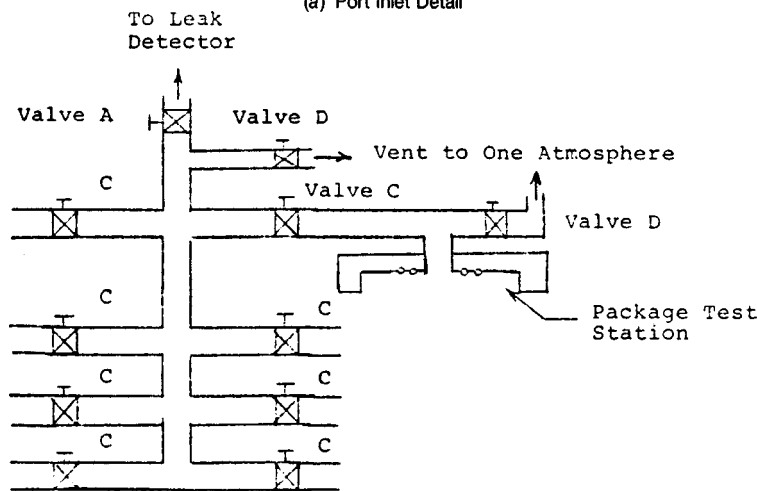 (a) Port Inlet Detail
To Leak
Detector
Valve A
Valve D
Vent to One Atmosphere
C
Valve C
Valve D
C
C
Package Test
Station
C
C
C
C